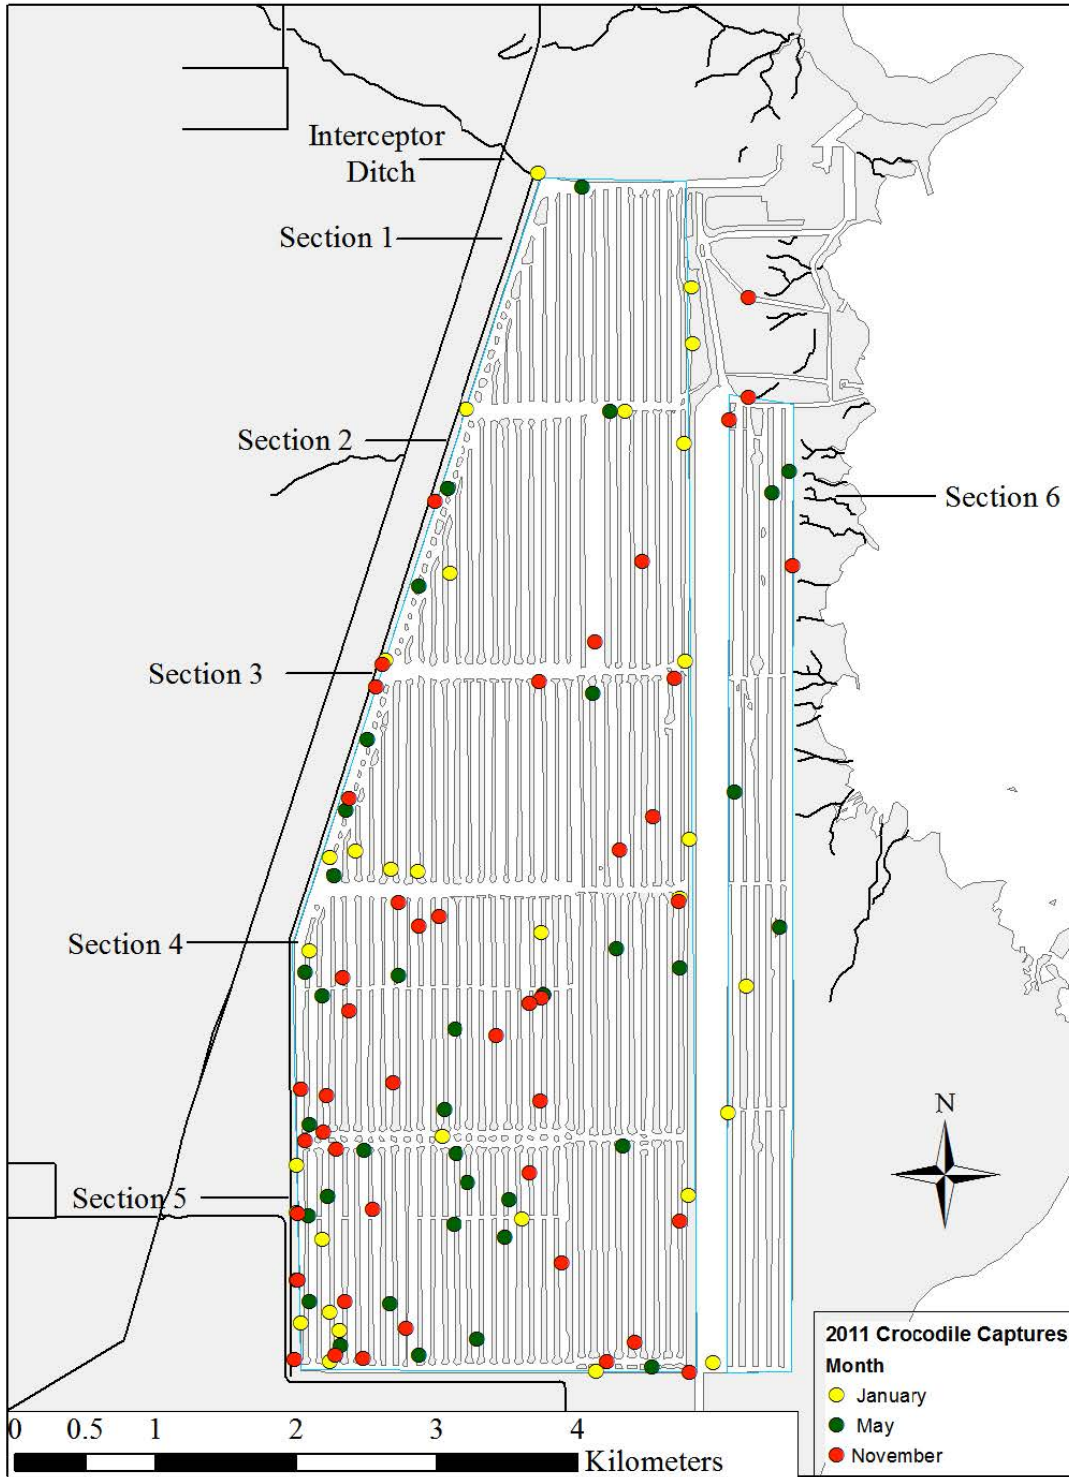 Interceptor
Ditch
Section 1
Section 2
Section 6
Section 3
Section 4
N
Section 5
2011 Crocodile Captures
Month
January
May
November
0 0.5 1 2 3 4
Kilometers